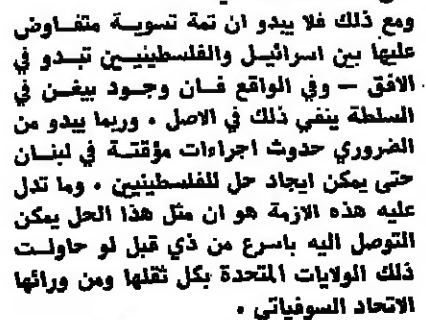 ومع ذلك فلا يبدو ان ثمة تسوية متفاوض
عليها بين اسرائيل والفلسطينيين تبدو في
الافق — وفي الواقع فان وجود بيغن في
السلطة ينفي ذلك في الاصل ٠ وربما يبدو من
الضروري حدوث اجراءات مؤقتة في لبنان
حتى يمكن ايجاد حل للفلسطينيين ٠ وما تدل
عليه هذه الازمة هو ان مثل هذا الحل يمكن
التوصل اليه باسرع من ذي قبل لو حاولت
ذلك الولايات المتحدة بكل ثقلها ومن ورائها
الاتحاد السوفياتي ٠